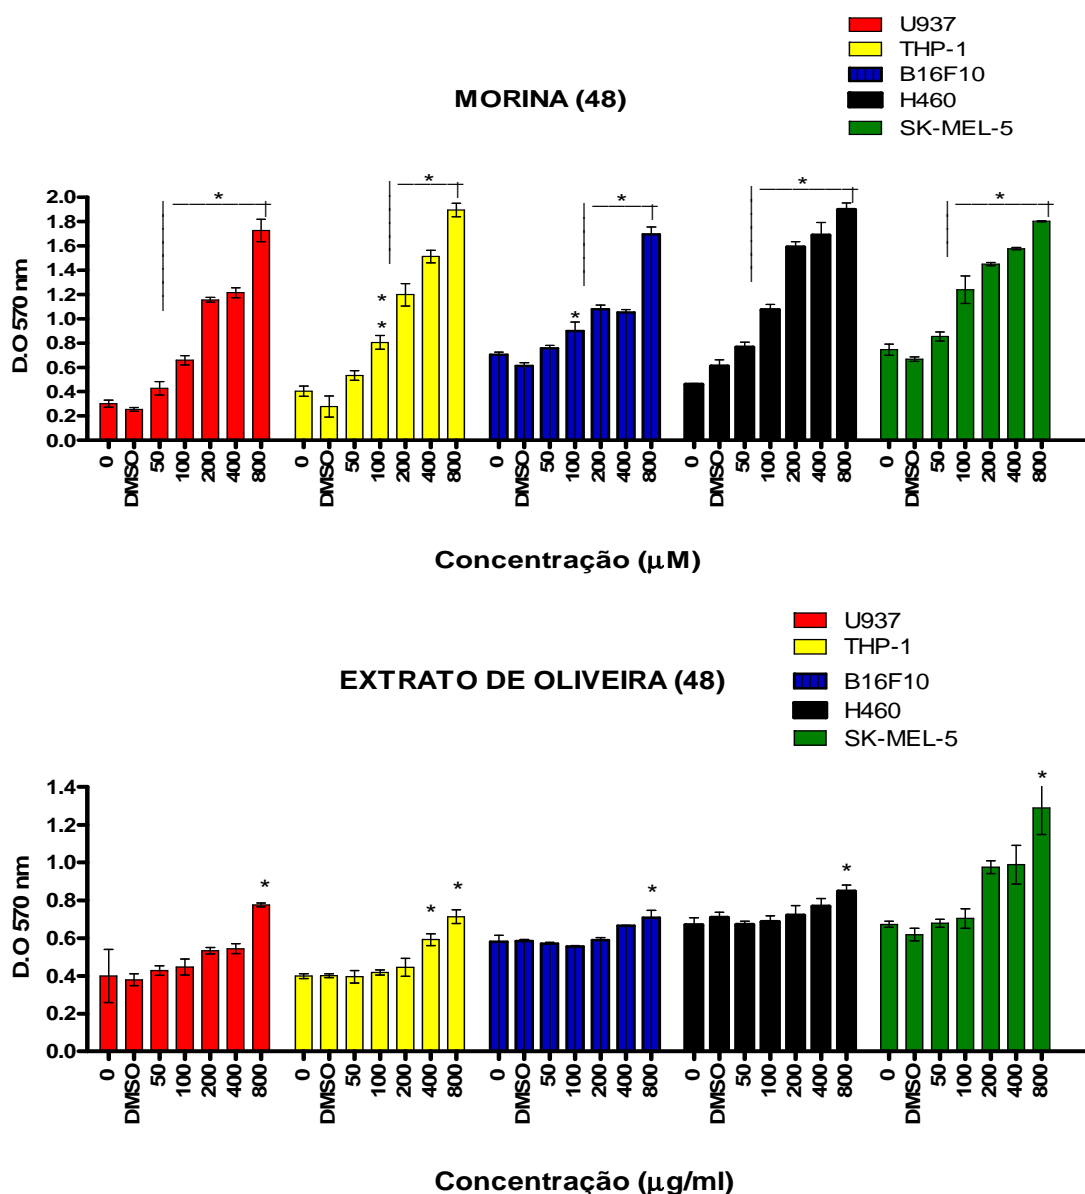 U937
THP-1
B16F10
H460
SK-MEL-5
MORINA (48)
D.O 570 nm
2.0
1.8
1.6
1.4
1.2
1.0
0.8
0.6
0.4
0.2
0.0
* * * * *
* * *
0 DMSO 50 100 200 400 800 0 DMSO 50 100 200 400 800 0 DMSO 50 100 200 400 800 0 DMSO 50 100 200 400 800 0 DMSO 50 100 200 400 800
Concentração (µM)
U937
THP-1
B16F10
H460
SK-MEL-5
EXTRATO DE OLIVEIRA (48)
D.O 570 nm
1.4
1.2
1.0
0.8
0.6
0.4
0.2
0.0
* * * * * *
0 DMSO 50 100 200 400 800 0 DMSO 50 100 200 400 800 0 DMSO 50 100 200 400 800 0 DMSO 50 100 200 400 800 0 DMSO 50 100 200 400 800
Concentração (µg/ml)